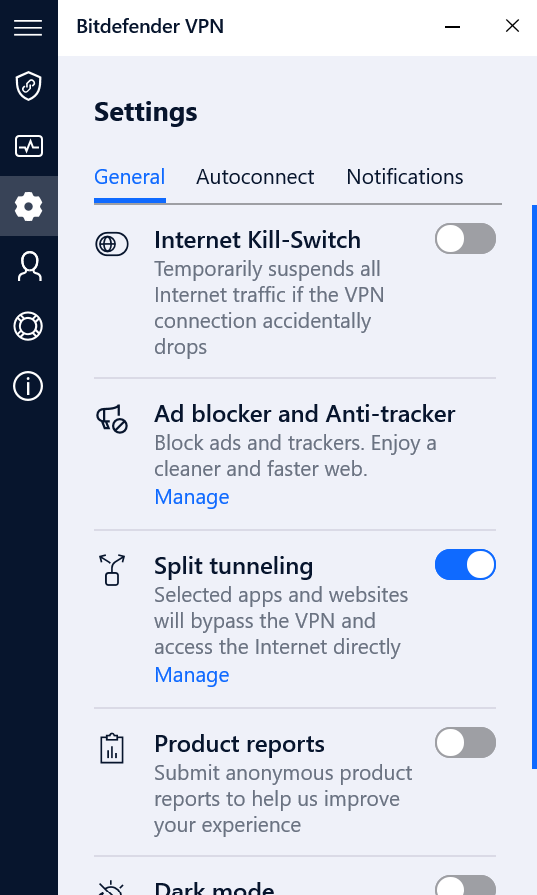 Bitdefender VPN
Settings
General Autoconnect Notifications
Internet Kill-Switch
Temporarily suspends all
Internet traffic if the VPN
connection accidentally
drops
Ad blocker and Anti-tracker
Block ads and trackers. Enjoy a
cleaner and faster web.
Manage
Split tunneling
Selected apps and websites
will bypass the VPN and
access the Internet directly
Manage
Product reports
Submit anonymous product
reports to help us improve
your experience
Dark mode